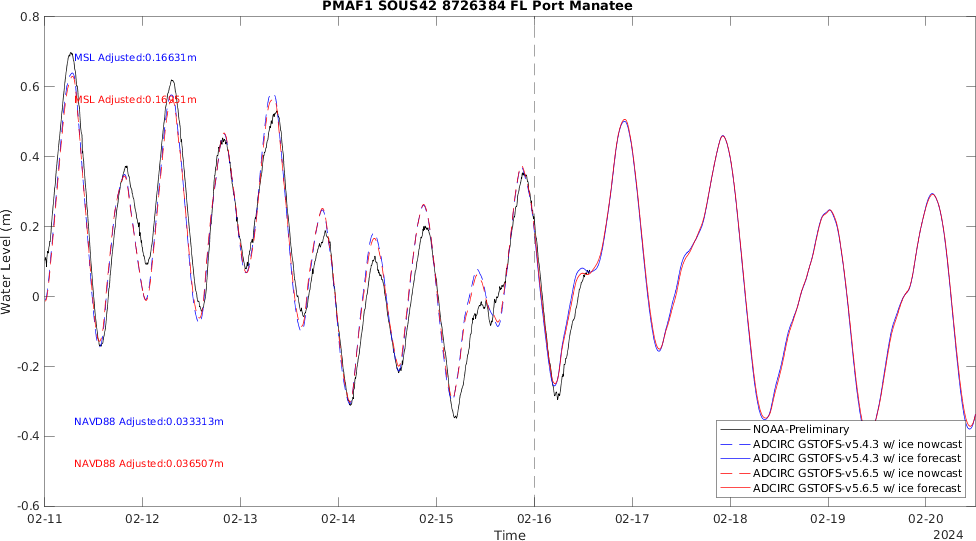 PMAF1 SOUS42 8726384 FL Port Manatee
0.8
0.6
0.4
0.2
0
-0.2
-0.4
-0.6
Water Level (m)
MSL Adjusted:0.16631m
MSL Adjusted:0.16951m
NAVD88 Adjusted:0.033313m
NAVD88 Adjusted:0.036507m
NOAA-Preliminary
ADCIRC GSTOFS-v5.4.3 w/ ice nowcast
ADCIRC GSTOFS-v5.4.3 w/ ice forecast
ADCIRC GSTOFS-v5.6.5 w/ ice nowcast
ADCIRC GSTOFS-v5.6.5 w/ ice forecast
02-11 02-12 02-13 02-14 02-15 02-16 02-17 02-18 02-19 02-20
Time
2024